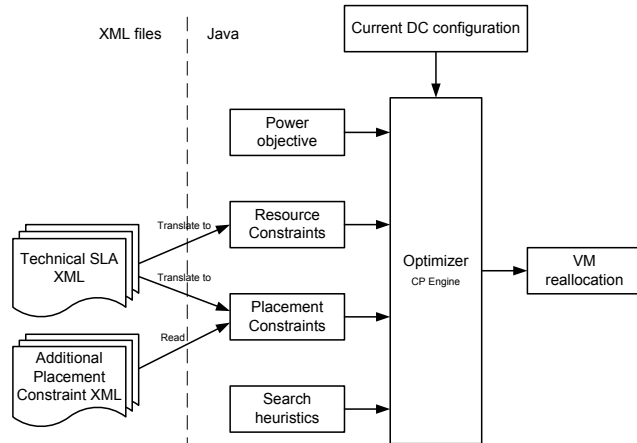 XML files
Java
Current DC configuration
Power
objective
Translate to
Resource
Constraints
Technical SLA
XML
Translate to
Optimizer
CP Engine
VM
reallocation
Placement
Constraints
Read
Additional
Placement
Constraint XML
Search
heuristics